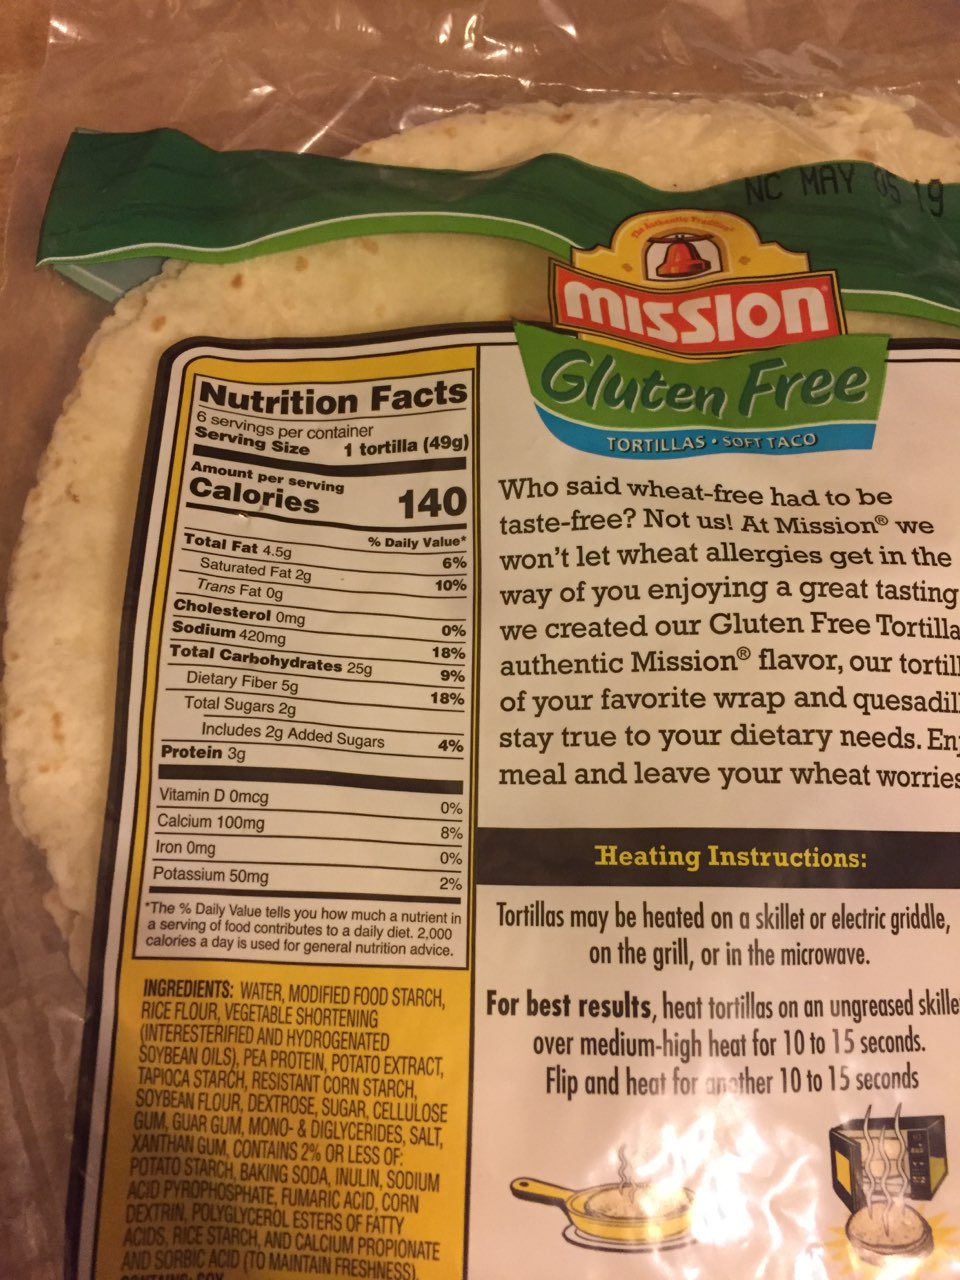 NC MAY 05 19
The Authentic Tradition
MISSION®
Gluten Free
TORTILLAS • SOFT TACO
Nutrition Facts
6 servings per container
Serving Size 1 tortilla (49g)
Amount per serving
Calories 140
% Daily Value*
Total Fat 4.5g 6%
Saturated Fat 2g 10%
Trans Fat 0g
Cholesterol 0mg 0%
Sodium 420mg 18%
Total Carbohydrates 25g 9%
Dietary Fiber 5g 18%
Total Sugars 2g
Includes 2g Added Sugars 4%
Protein 3g
Vitamin D 0mcg 0%
Calcium 100mg 8%
Iron 0mg 0%
Potassium 50mg 2%
*The % Daily Value tells you how much a nutrient in
a serving of food contributes to a daily diet. 2,000
calories a day is used for general nutrition advice.
INGREDIENTS: WATER, MODIFIED FOOD STARCH,
RICE FLOUR, VEGETABLE SHORTENING
(INTERESTERIFIED AND HYDROGENATED
SOYBEAN OILS), PEA PROTEIN, POTATO EXTRACT,
TAPIOCA STARCH, RESISTANT CORN STARCH,
SOYBEAN FLOUR, DEXTROSE, SUGAR, CELLULOSE
GUM, GUAR GUM, MONO- & DIGLYCERIDES, SALT,
XANTHAN GUM, CONTAINS 2% OR LESS OF:
POTATO STARCH, BAKING SODA, INULIN, SODIUM
ACID PYROPHOSPHATE, FUMARIC ACID, CORN
DEXTRIN, POLYGLYCEROL ESTERS OF FATTY
ACIDS, RICE STARCH, AND CALCIUM PROPIONATE
AND SORBIC ACID (TO MAINTAIN FRESHNESS).
CONTAINS: SOY
Who said wheat-free had to be
taste-free? Not us! At Mission® we
won't let wheat allergies get in the
way of you enjoying a great tasting
we created our Gluten Free Tortilla
authentic Mission® flavor, our tortill
of your favorite wrap and quesadil
stay true to your dietary needs. Enj
meal and leave your wheat worries
Heating Instructions:
Tortillas may be heated on a skillet or electric griddle,
on the grill, or in the microwave.
For best results, heat tortillas on an ungreased skille
over medium-high heat for 10 to 15 seconds.
Flip and heat for another 10 to 15 seconds